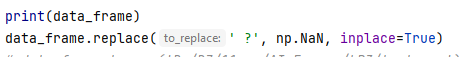 print(data_frame)
data_frame.replace( to_replace: ' ?', np.NaN, inplace=True)